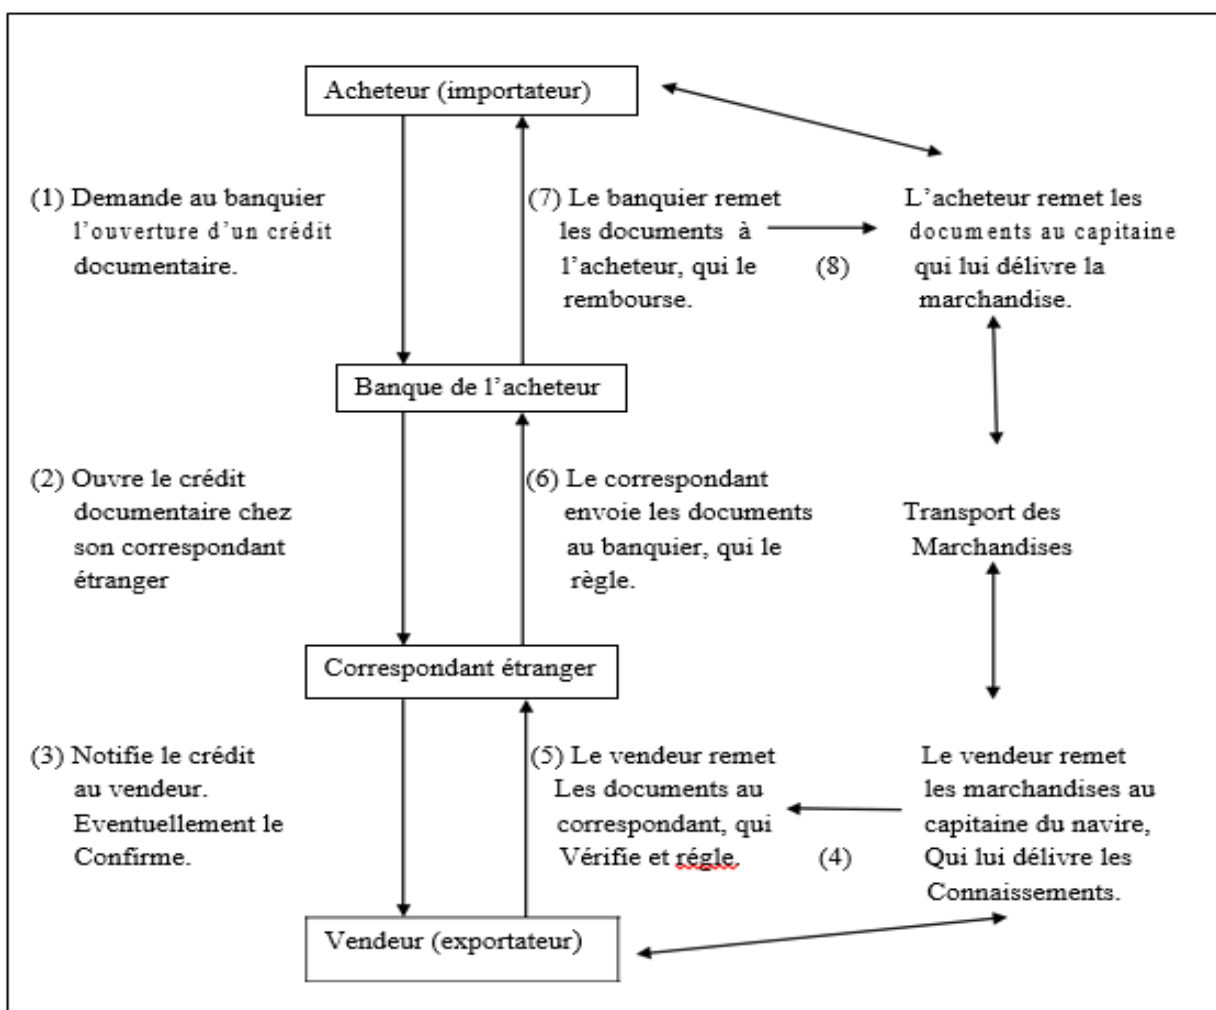 Acheteur (importateur)
(1) Demande au banquier
l’ouverture d’un crédit
documentaire.
(7) Le banquier remet
les documents à
l’acheteur, qui le
rembourse.
(8)
L’acheteur remet les
documents au capitaine
qui lui délivre la
marchandise.
Banque de l’acheteur
(2) Ouvre le crédit
documentaire chez
son correspondant
étranger
(6) Le correspondant
envoie les documents
au banquier, qui le
règle.
Transport des
Marchandises
Correspondant étranger
(3) Notifie le crédit
au vendeur.
Eventuellement le
Confirme.
(5) Le vendeur remet
Les documents au
correspondant, qui
Vérifie et régle.
(4)
Le vendeur remet
les marchandises au
capitaine du navire,
Qui lui délivre les
Connaissements.
Vendeur (exportateur)